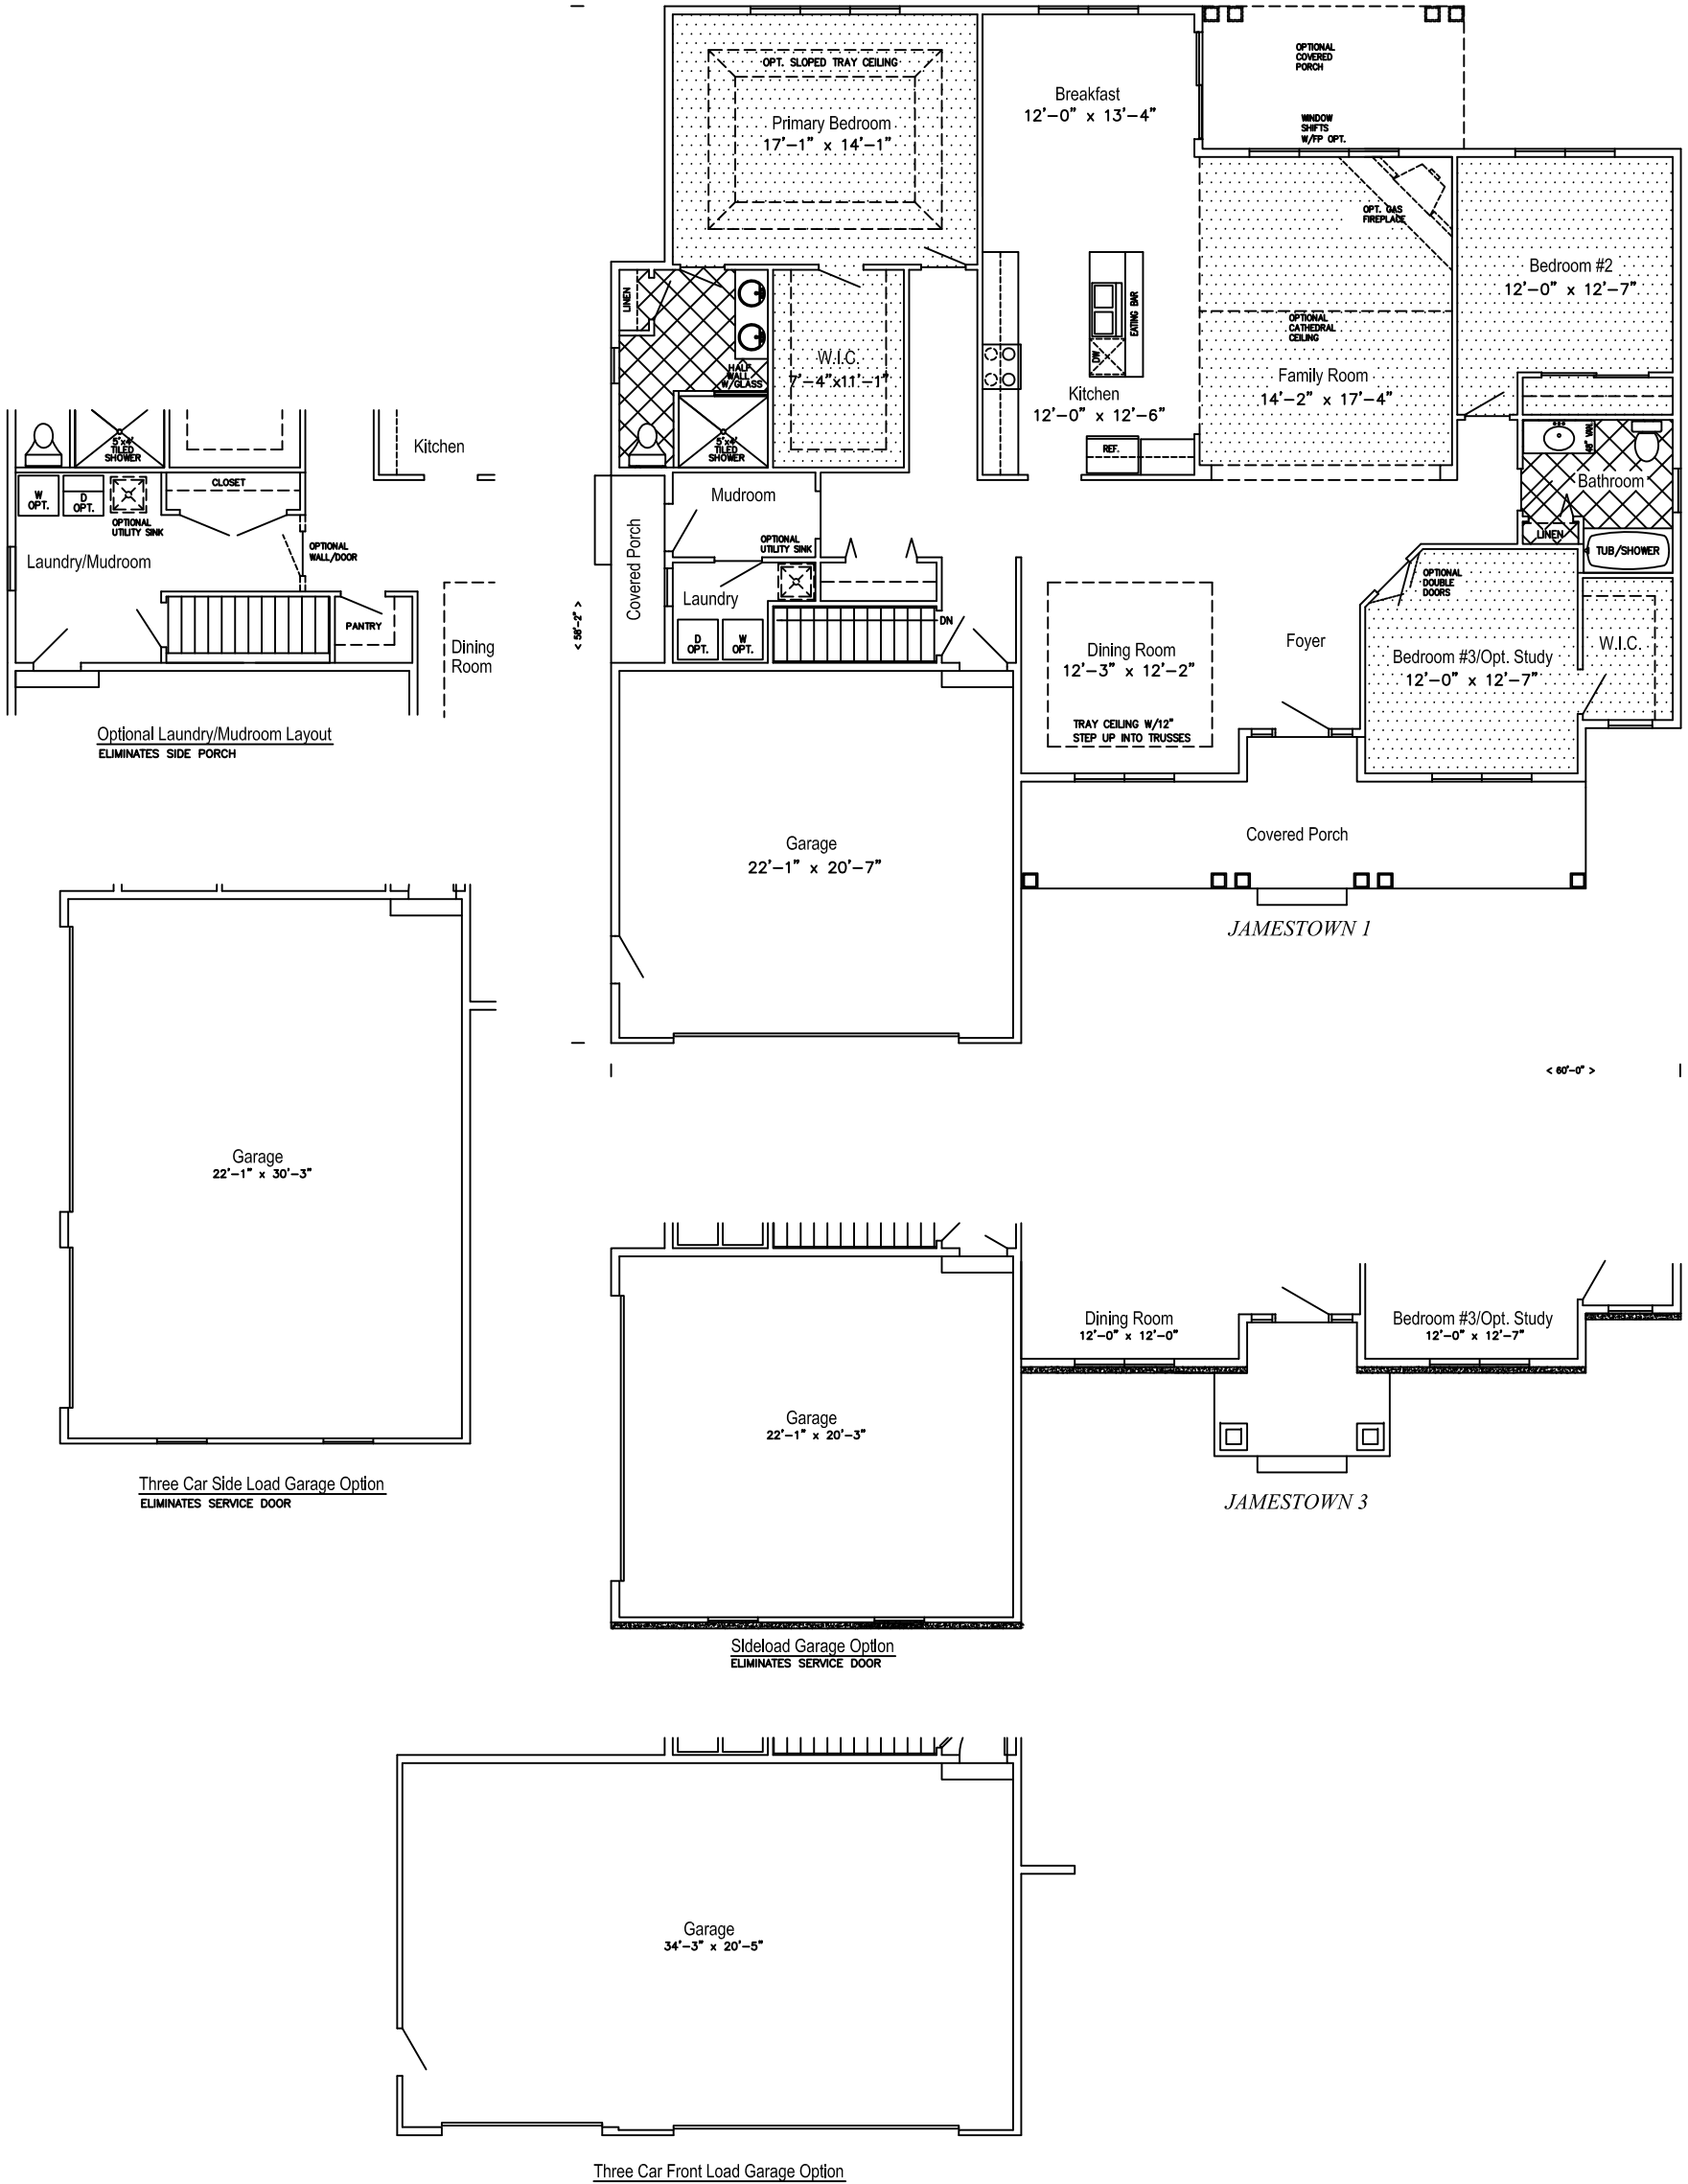 OPT. SLOPED TRAY CEILING
Primary Bedroom
17'-1" x 14'-1"
Breakfast
12'-0" x 13'-4"
OPTIONAL
COVERED
PORCH
WINDOW
SHIFTS
W/FP OPT.
OPT. GAS
FIREPLACE
Bedroom #2
12'-0" x 12'-7"
LINEN
HALF
WALL
W/GLASS
5'x4'
TILED
SHOWER
W.I.C.
7'-4"x11'-1"
EATING BAR
DW
Kitchen
12'-0" x 12'-6"
REF.
OPTIONAL
CATHEDRAL
CEILING
Family Room
14'-2" x 17'-4"
48" VAN.
Bathroom
LINEN
TUB/SHOWER
Mudroom
OPTIONAL
UTILITY SINK
Covered Porch
Laundry
D
OPT.
W
OPT.
DN
< 58'-2" >
Dining Room
12'-3" x 12'-2"
TRAY CEILING W/12"
STEP UP INTO TRUSSES
Foyer
OPTIONAL
DOUBLE
DOORS
Bedroom #3/Opt. Study
12'-0" x 12'-7"
W.I.C.
Garage
22'-1" x 20'-7"
Covered Porch
JAMESTOWN 1
< 60'-0" >
5'x4'
TILED
SHOWER
Kitchen
W
OPT.
D
OPT.
OPTIONAL
UTILITY SINK
CLOSET
OPTIONAL
WALL/DOOR
Laundry/Mudroom
PANTRY
Dining
Room
Optional Laundry/Mudroom Layout
ELIMINATES SIDE PORCH
Garage
22'-1" x 30'-3"
Three Car Side Load Garage Option
ELIMINATES SERVICE DOOR
Dining Room
12'-0" x 12'-0"
Bedroom #3/Opt. Study
12'-0" x 12'-7"
Garage
22'-1" x 20'-3"
JAMESTOWN 3
Sideload Garage Option
ELIMINATES SERVICE DOOR
Garage
34'-3" x 20'-5"
Three Car Front Load Garage Option